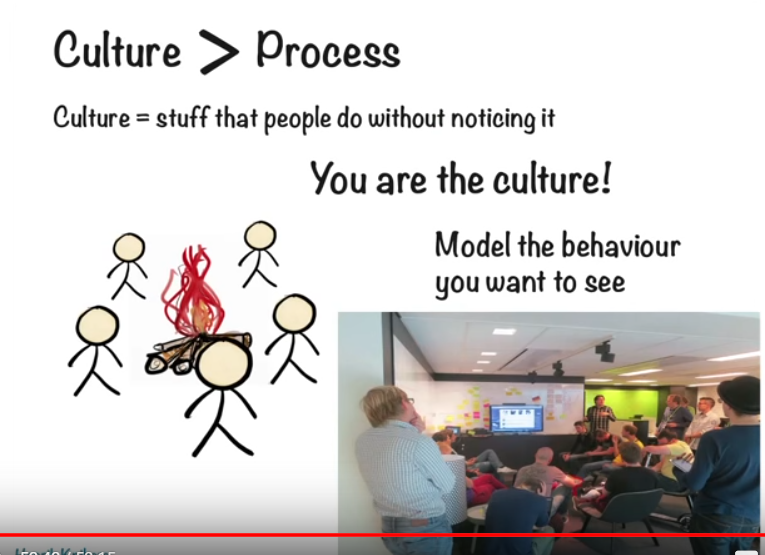 Culture > Process
Culture = stuff that people do without noticing it
You are the culture!
Model the behaviour
you want to see